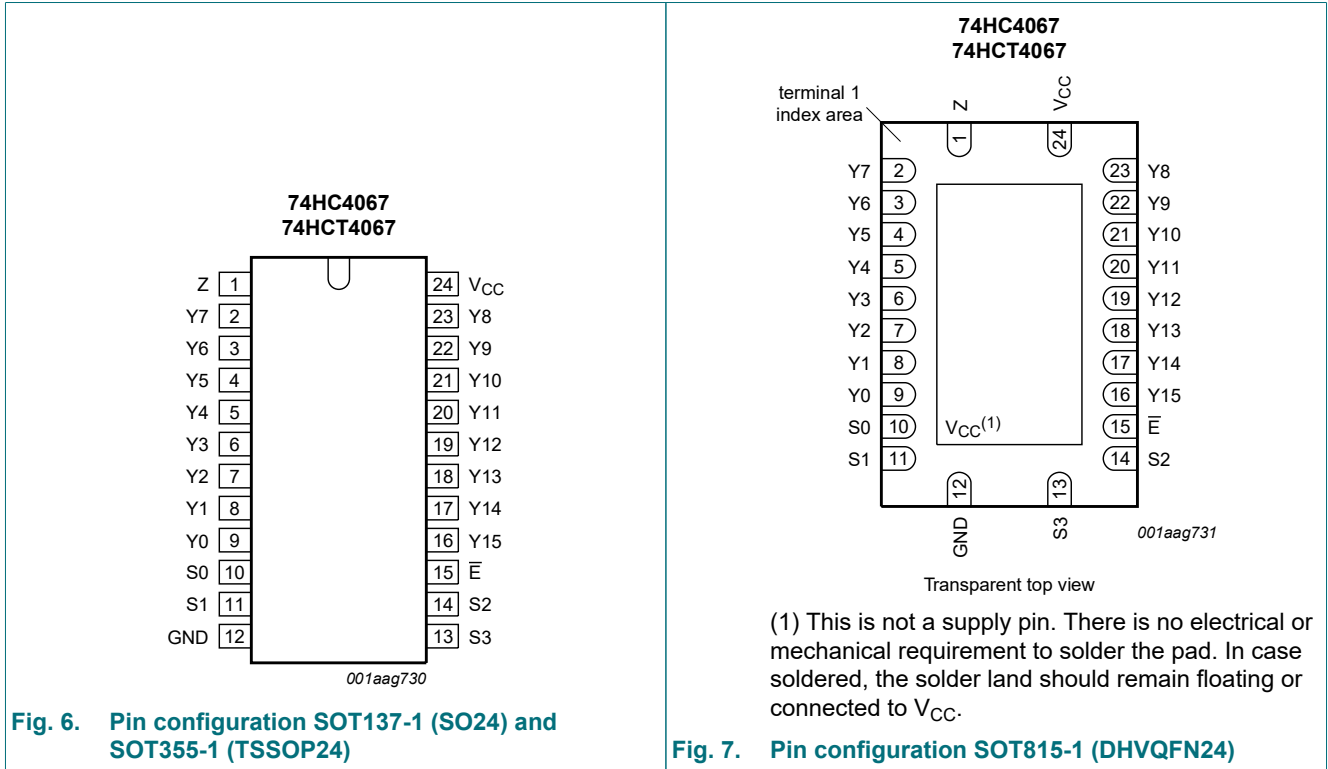 74HC4067
74HCT4067
Z 1
Y7 2
Y6 3
Y5 4
Y4 5
Y3 6
Y2 7
Y1 8
Y0 9
S0 10
S1 11
GND 12
24 VCC
23 Y8
22 Y9
21 Y10
20 Y11
19 Y12
18 Y13
17 Y14
16 Y15
15 E̅
14 S2
13 S3
001aag730
Fig. 6. Pin configuration SOT137-1 (SO24) and
SOT355-1 (TSSOP24)
74HC4067
74HCT4067
terminal 1
index area
Z
VCC
1
24
Y7 2
Y6 3
Y5 4
Y4 5
Y3 6
Y2 7
Y1 8
Y0 9
S0 10
S1 11
VCC(1)
23 Y8
22 Y9
21 Y10
20 Y11
19 Y12
18 Y13
17 Y14
16 Y15
15 E̅
14 S2
12
13
GND
S3
001aag731
Transparent top view
(1) This is not a supply pin. There is no electrical or
mechanical requirement to solder the pad. In case
soldered, the solder land should remain floating or
connected to VCC.
Fig. 7. Pin configuration SOT815-1 (DHVQFN24)